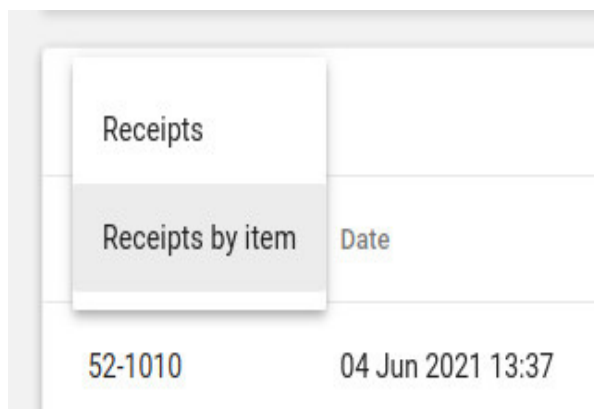 Receipts
Receipts by item
Date
52-1010
04 Jun 2021 13:37